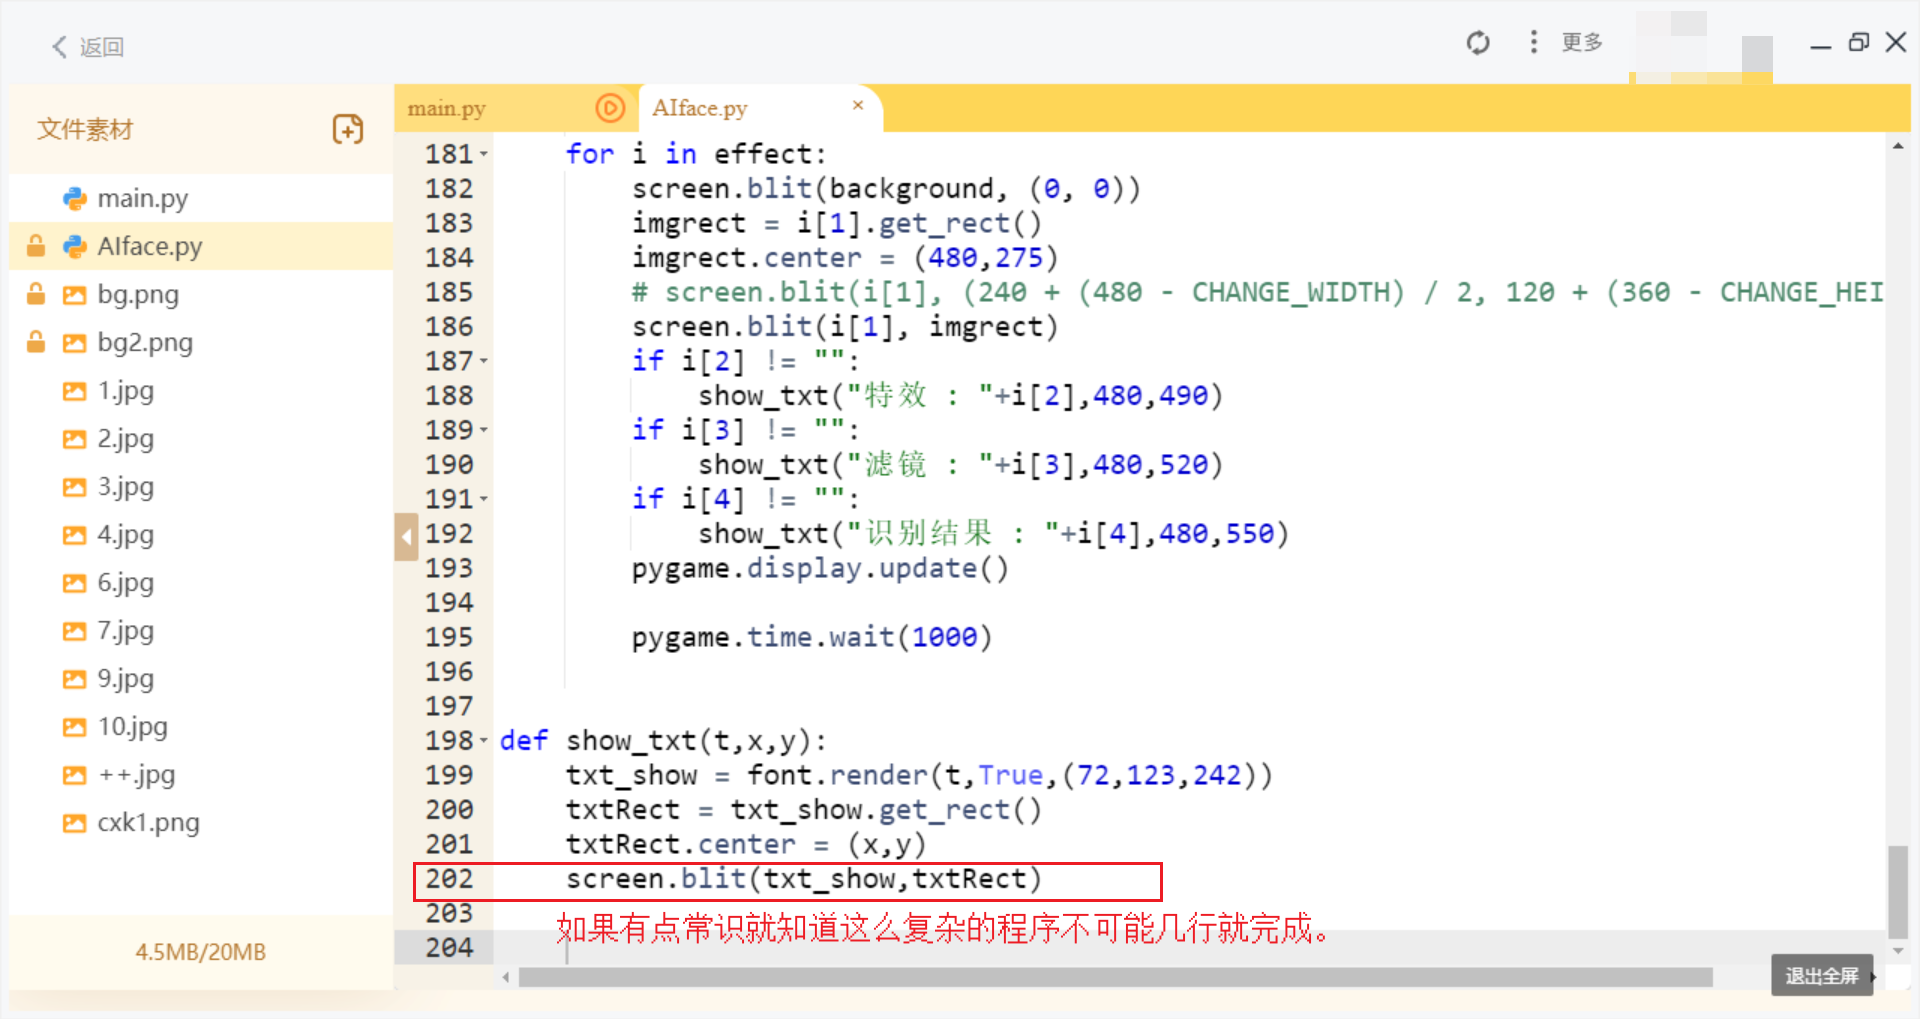 返回
更多
文件素材
main.py
AIface.py
bg.png
bg2.png
1.jpg
2.jpg
3.jpg
4.jpg
6.jpg
7.jpg
9.jpg
10.jpg
++.jpg
cxk1.png
4.5MB/20MB
main.py
AIface.py ×
181 for i in effect:
182 screen.blit(background, (0, 0))
183 imgrect = i[1].get_rect()
184 imgrect.center = (480,275)
185 # screen.blit(i[1], (240 + (480 - CHANGE_WIDTH) / 2, 120 + (360 - CHANGE_HEI
186 screen.blit(i[1], imgrect)
187 if i[2] != "":
188 show_txt("特效 : "+i[2],480,490)
189 if i[3] != "":
190 show_txt("滤镜 : "+i[3],480,520)
191 if i[4] != "":
192 show_txt("识别结果 : "+i[4],480,550)
193 pygame.display.update()
194
195 pygame.time.wait(1000)
196
197
198 def show_txt(t,x,y):
199 txt_show = font.render(t,True,(72,123,242))
200 txtRect = txt_show.get_rect()
201 txtRect.center = (x,y)
202 screen.blit(txt_show,txtRect)
203
如果有点常识就知道这么复杂的程序不可能几行就完成。
204
退出全屏